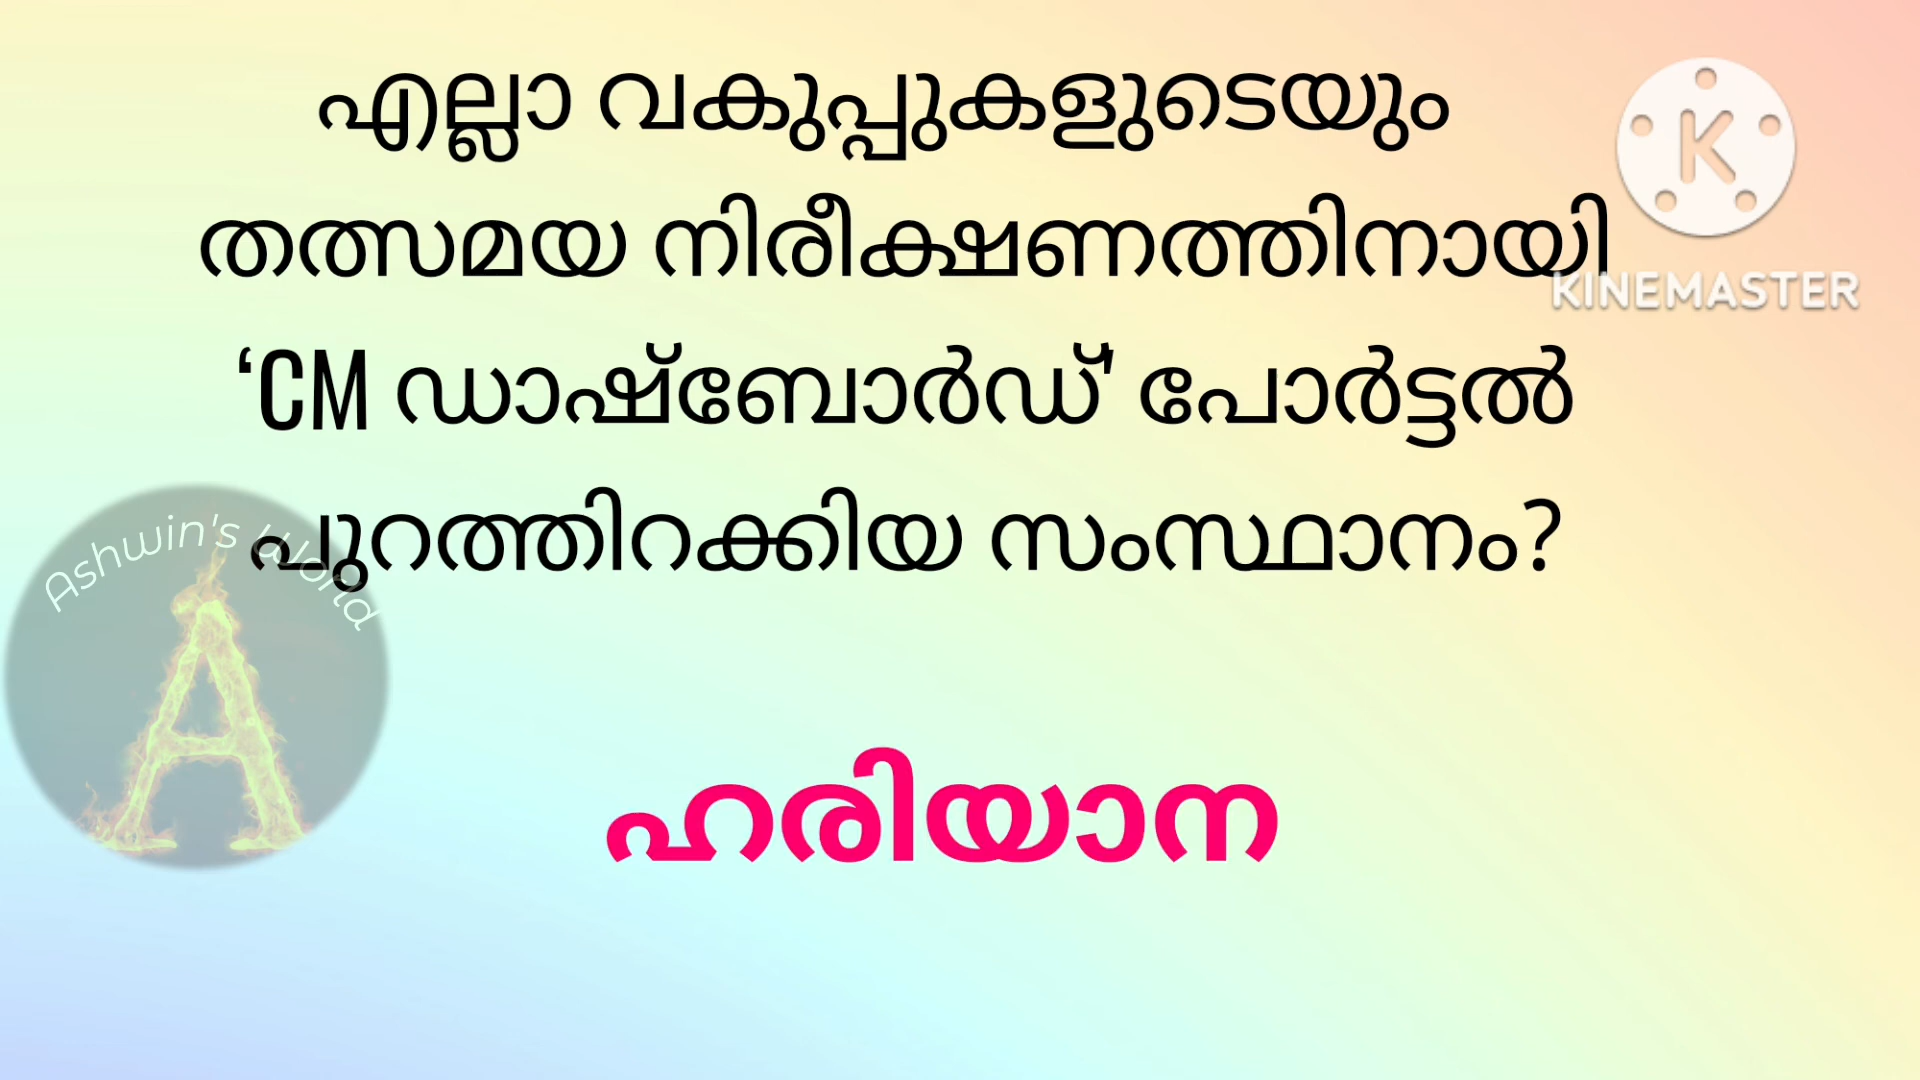 എല്ലാ വകുപ്പുകളുടെയും
തത്സമയ നിരീക്ഷണത്തിനായി
‘CM ഡാഷ്ബോർഡ്' പോർട്ടൽ
പുറത്തിറക്കിയ സംസ്ഥാനം?
ഹരിയാന
K
KINEMASTER
Ashwin's World
A